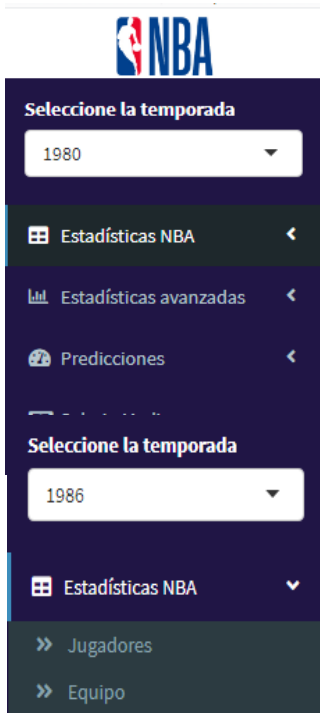 NBA
Seleccione la temporada
1980
Estadísticas NBA
Estadísticas avanzadas
Predicciones
Seleccione la temporada
1986
Estadísticas NBA
Jugadores
Equipo